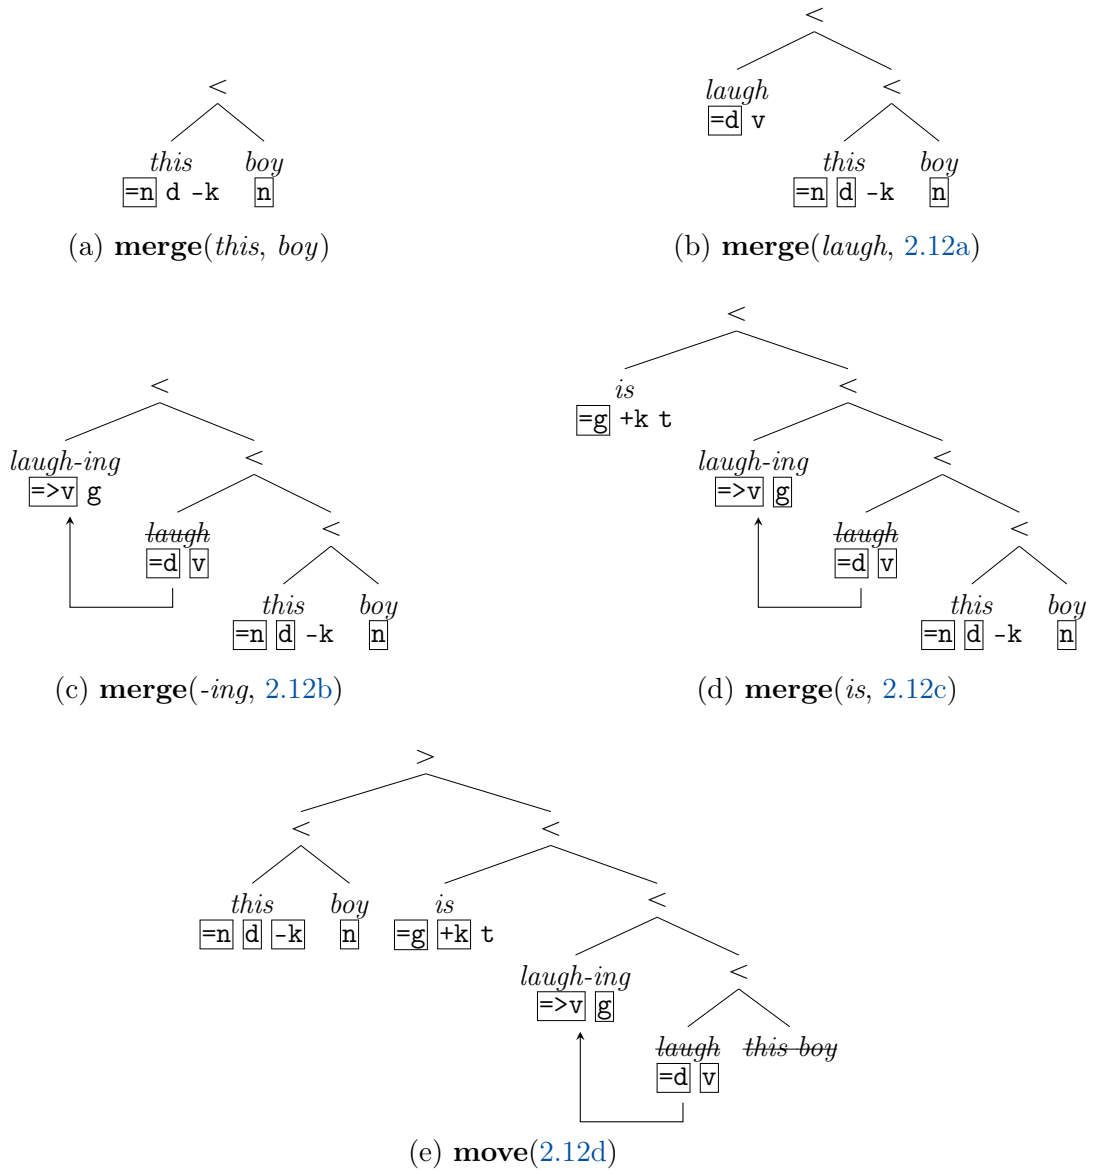 <
<
this boy
=n d -k n
(a) merge(this, boy)
<
laugh
=d v
<
this boy
=n d -k n
(b) merge(laugh, 2.12a)
<
laugh-ing
=>v g
<
laugh
=d v
<
this boy
=n d -k n
(c) merge(-ing, 2.12b)
<
is
=g +k t
<
laugh-ing
=>v g
<
laugh
=d v
<
this boy
=n d -k n
(d) merge(is, 2.12c)
>
< <
this boy is
=n d -k n =g +k t
<
laugh-ing
=>v g
<
laugh this boy
=d v
(e) move(2.12d)